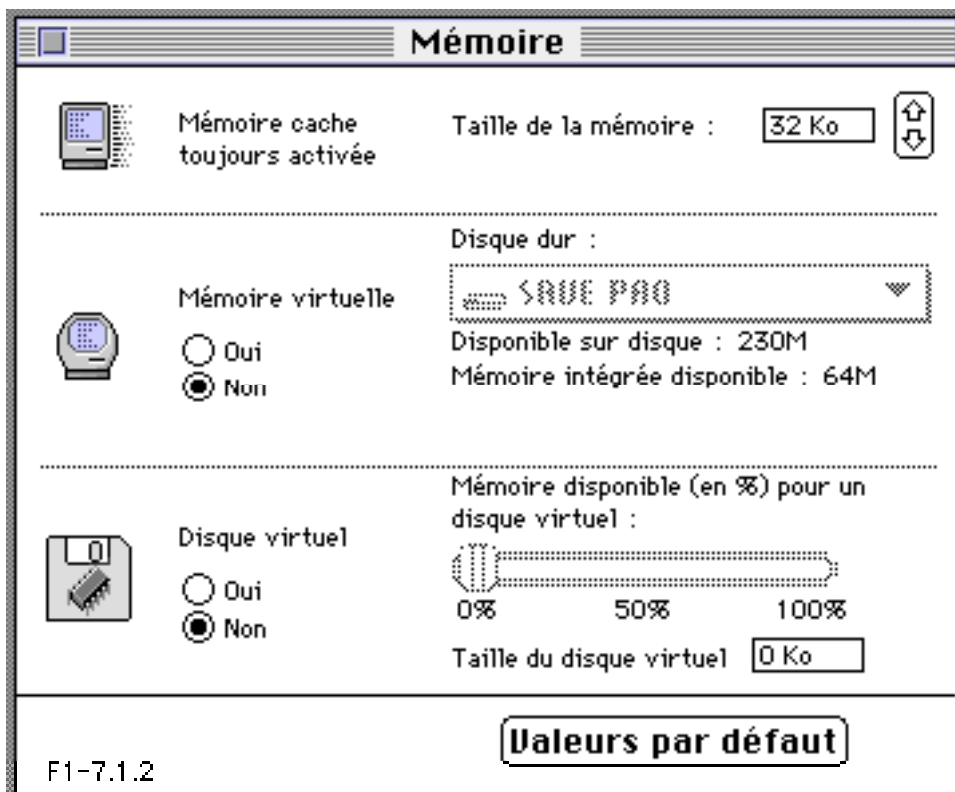 Mémoire
Mémoire cache
toujours activée
Taille de la mémoire :
32 Ko
Mémoire virtuelle
Oui
Non
Disque dur :
SAVE PAO
Disponible sur disque : 230M
Mémoire intégrée disponible : 64M
Disque virtuel
Oui
Non
Mémoire disponible (en %) pour un
disque virtuel :
0% 50% 100%
Taille du disque virtuel
0 Ko
Valeurs par défaut
F1-7.1.2